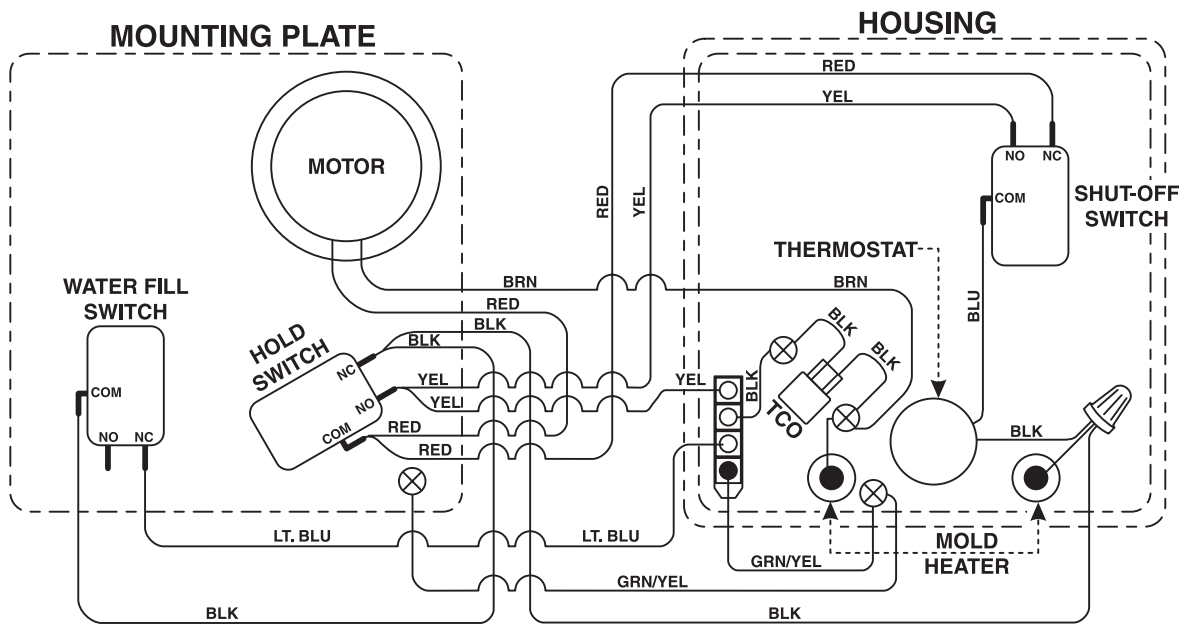 HOUSING
MOUNTING PLATE
RED
YEL
MOTOR
NO NC
COM
SHUT-OFF
SWITCH
RED
YEL
THERMOSTAT
BRN
BRN
WATER FILL
SWITCH
RED
BLU
BLK
BLK
HOLD
SWITCH
BLK
BLK
NC
YEL
YEL
BLK
COM
NO
YEL
TCO
NO NC
COM
RED
BLK
RED
LT. BLU
LT. BLU
MOLD
HEATER
GRN/YEL
GRN/YEL
BLK
BLK